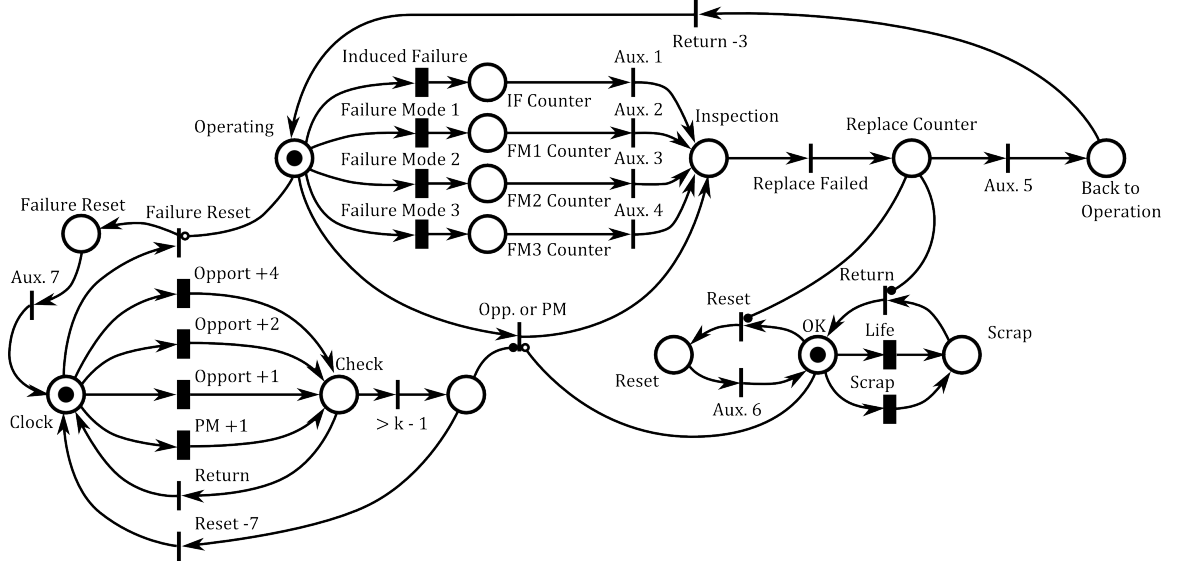 Return -3
Induced Failure
Aux. 1
IF Counter
Failure Mode 1
Aux. 2
Inspection
Replace Counter
Operating
FM1 Counter
Failure Mode 2
Aux. 3
Replace Failed
Aux. 5
Back to
Operation
FM2 Counter
Failure Mode 3
Aux. 4
FM3 Counter
Failure Reset
Failure Reset
Aux. 7
Opport +4
Opport +2
Opport +1
PM +1
Return
Reset -7
Clock
Check
> k - 1
Opp. or PM
Return
Reset
OK
Life
Scrap
Scrap
Reset
Aux. 6